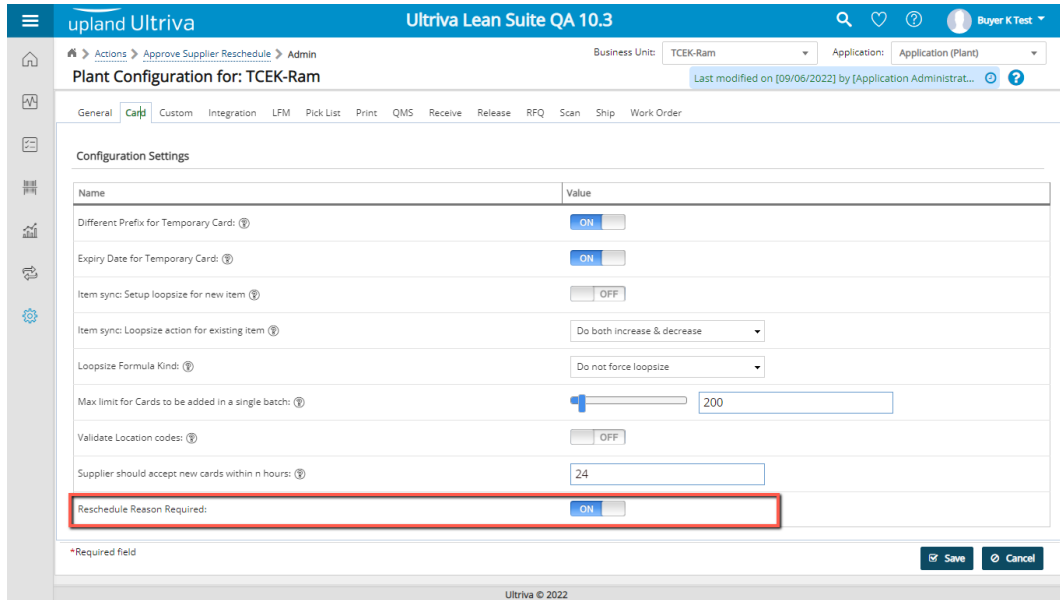 upland Ultriva
Ultriva Lean Suite QA 10.3
Buyer K Test
Actions > Approve Supplier Reschedule > Admin
Business Unit: TCEK-Ram
Application: Application (Plant)
Plant Configuration for: TCEK-Ram
Last modified on [09/06/2022] by [Application Administrat...
General Card Custom Integration LFM Pick List Print QMS Receive Release RFQ Scan Ship Work Order
Configuration Settings
Name Value
Different Prefix for Temporary Card: ON
Expiry Date for Temporary Card: ON
Item sync: Setup loopsize for new item OFF
Item sync: Loopsize action for existing item Do both increase & decrease
Loopsize Formula Kind: Do not force loopsize
Max limit for Cards to be added in a single batch: 200
Validate Location codes: OFF
Supplier should accept new cards within n hours: 24
Reschedule Reason Required: ON
*Required field
Save Cancel
Ultriva © 2022